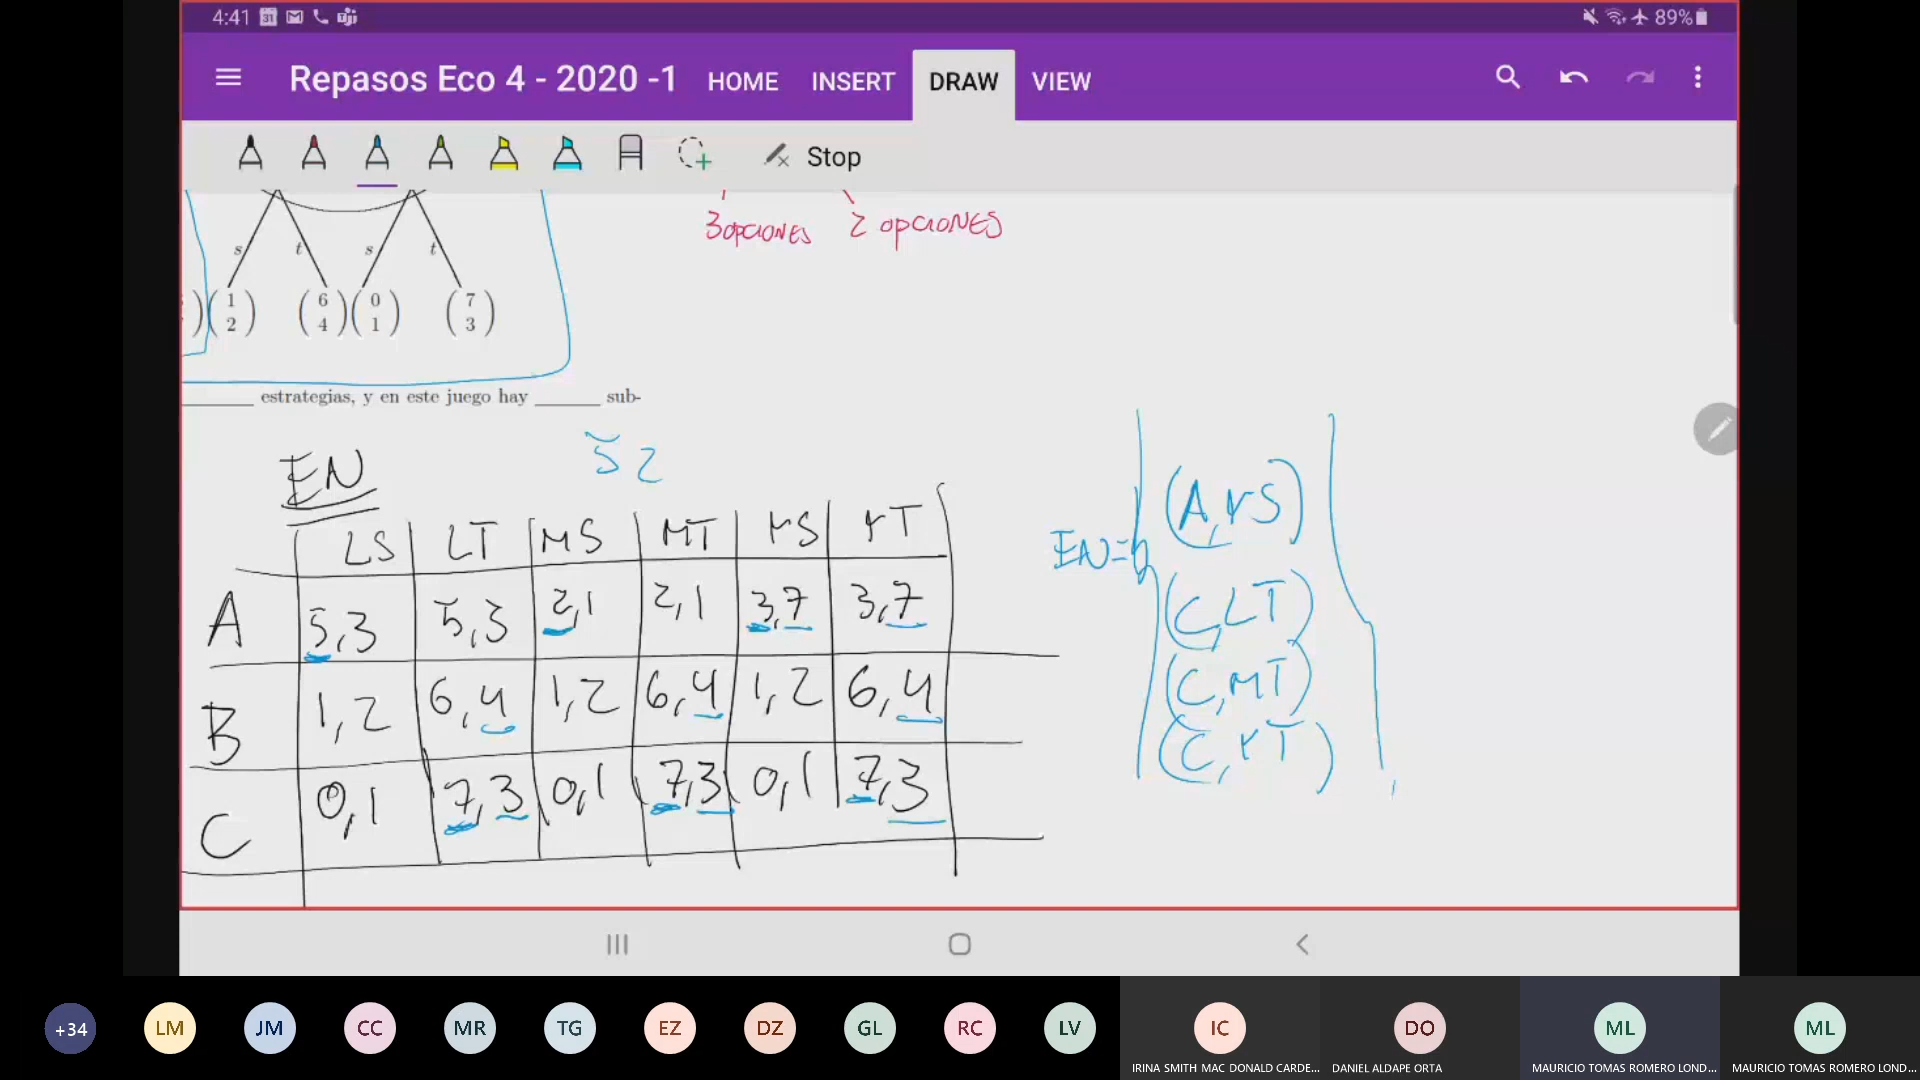 4:41 31 89%
Repasos Eco 4 - 2020 -1 HOME INSERT DRAW VIEW
Stop
3 opciones 2 opciones
s t s t
1 6 0 7
2 4 1 3
estrategias, y en este juego hay ______ sub-
5 2
EN
LS LT MS MT rS rT
A 5,3 5,3 2,1 2,1 3,7 3,7
B 1,2 6,4 1,2 6,4 1,2 6,4
C 0,1 7,3 0,1 7,3 0,1 7,3
EN=
(A,rS)
(C,LT)
(C,MT)
(C,rT)
+34 LM JM CC MR TG EZ DZ GL RC LV IC DO ML ML
IRINA SMITH MAC DONALD CARDE... DANIEL ALDAPE ORTA MAURICIO TOMAS ROMERO LOND... MAURICIO TOMAS ROMERO LOND...